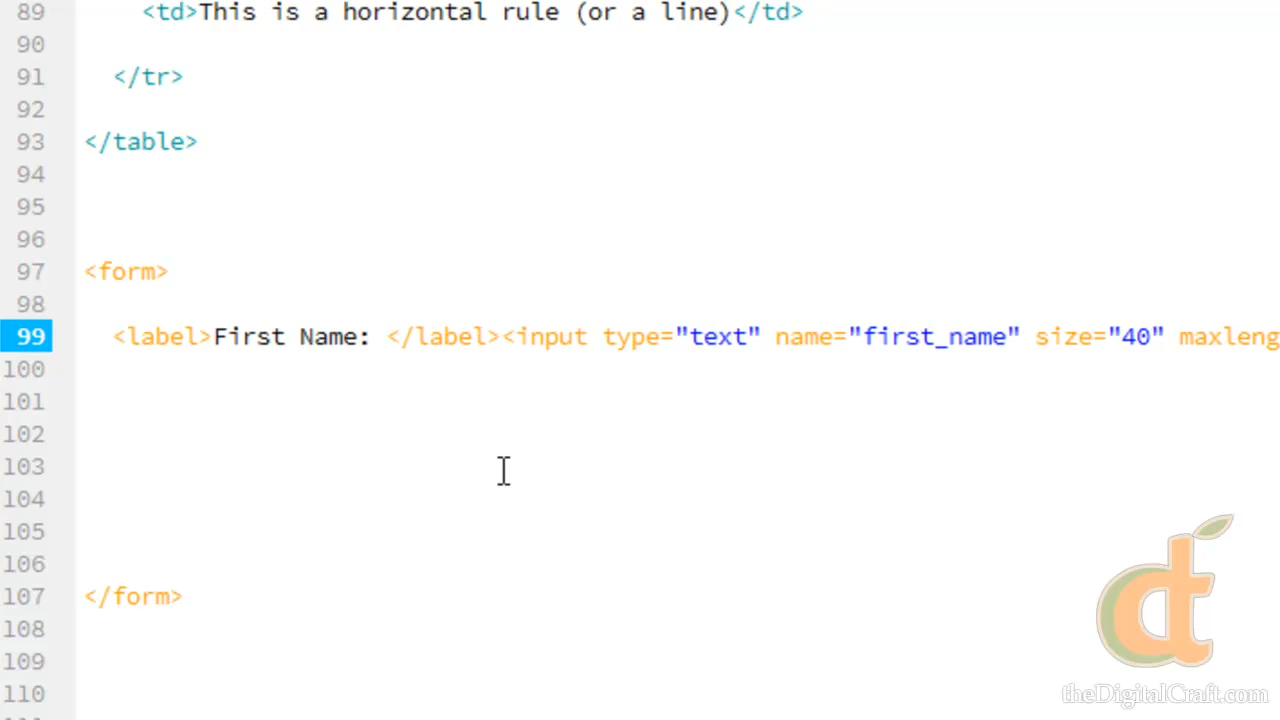 89 <td>This is a horizontal rule (or a line)</td>
90
91 </tr>
92
93 </table>
94
95
96
97 <form>
98
99 <label>First Name: </label><input type="text" name="first_name" size="40" maxleng
100
101
102
103
104
105
106
107 </form>
108
109
110
theDigitalCraft.com